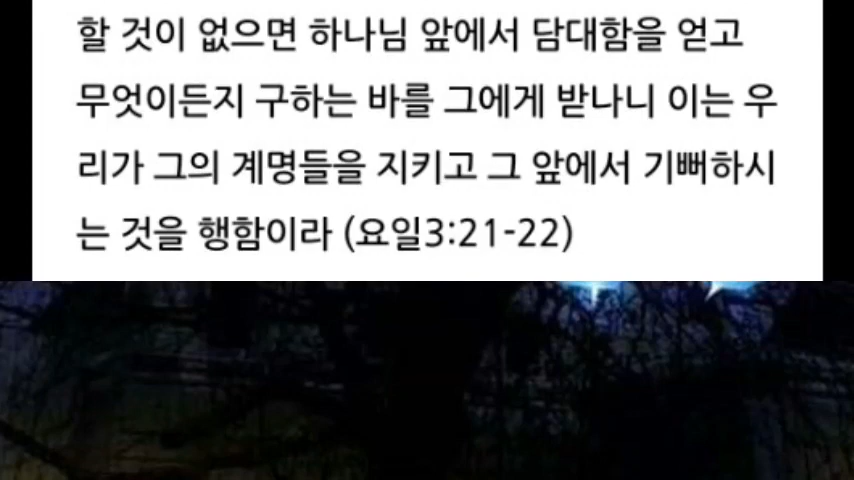 할 것이 없으면 하나님 앞에서 담대함을 얻고
무엇이든지 구하는 바를 그에게 받나니 이는 우
리가 그의 계명들을 지키고 그 앞에서 기뻐하시
는 것을 행함이라 (요일3:21-22)